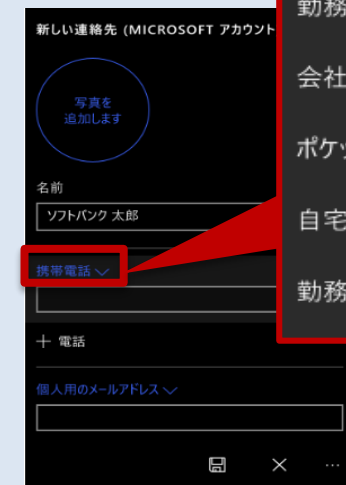 新しい連絡先 (MICROSOFT アカウント
写真を
追加します
名前
ソフトバンク 太郎
携帯電話
+ 電話
個人用のメールアドレス
勤務
会社
ポケッ
自宅
勤務